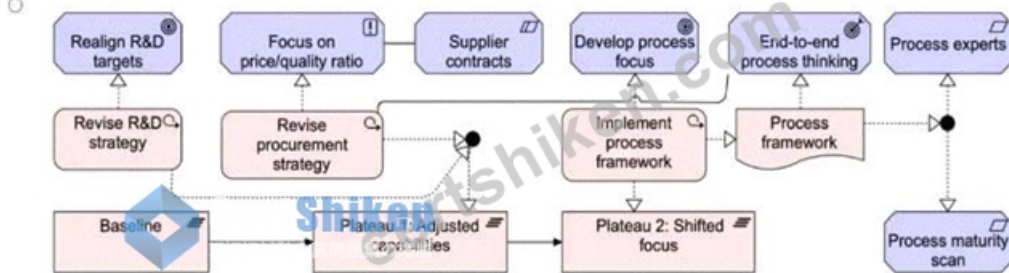 Realign R&D
targets
Focus on
price/quality ratio
Supplier
contracts
Develop process
focus
End-to-end
process thinking
Process experts
Revise R&D
strategy
Revise
procurement
strategy
Implement
process
framework
Process
framework
Baseline
Plateau 1: Adjusted
capabilities
Plateau 2: Shifted
focus
Process maturity
scan
Shiken
certshiken.com